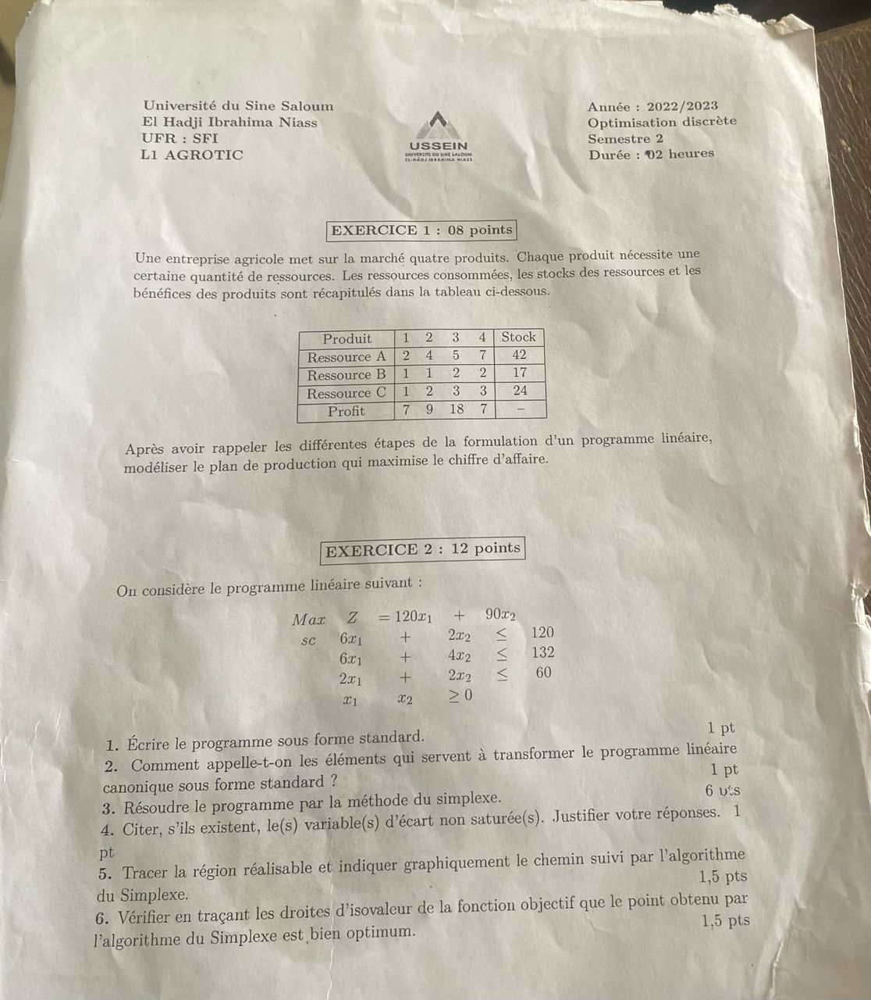 Université du Sine Saloum
El Hadji Ibrahima Niass
UFR : SFI
L1 AGROTIC
USSEIN
UNIVERSITE DU SINE SALOUM
EL-HÂDJ IBRAHIMA NIASS
Année : 2022/2023
Optimisation discrète
Semestre 2
Durée : 02 heures
EXERCICE 1 : 08 points
Une entreprise agricole met sur la marché quatre produits. Chaque produit nécessite une
certaine quantité de ressources. Les ressources consommées, les stocks des ressources et les
bénéfices des produits sont récapitulés dans la tableau ci-dessous.
Produit 1 2 3 4 Stock
Ressource A 2 4 5 7 42
Ressource B 1 1 2 2 17
Ressource C 1 2 3 3 24
Profit 7 9 18 7 –
Après avoir rappeler les différentes étapes de la formulation d'un programme linéaire,
modéliser le plan de production qui maximise le chiffre d'affaire.
EXERCICE 2 : 12 points
On considère le programme linéaire suivant :
Max Z = 120x₁ + 90x₂
sc 6x₁ + 2x₂ ≤ 120
6x₁ + 4x₂ ≤ 132
2x₁ + 2x₂ ≤ 60
x₁ x₂ ≥ 0
1. Écrire le programme sous forme standard. 1 pt
2. Comment appelle-t-on les éléments qui servent à transformer le programme linéaire
canonique sous forme standard ? 1 pt
3. Résoudre le programme par la méthode du simplexe. 6 pts
4. Citer, s'ils existent, le(s) variable(s) d'écart non saturée(s). Justifier votre réponses. 1
pt
5. Tracer la région réalisable et indiquer graphiquement le chemin suivi par l'algorithme
du Simplexe. 1,5 pts
6. Vérifier en traçant les droites d'isovaleur de la fonction objectif que le point obtenu par
l'algorithme du Simplexe est bien optimum. 1,5 pts